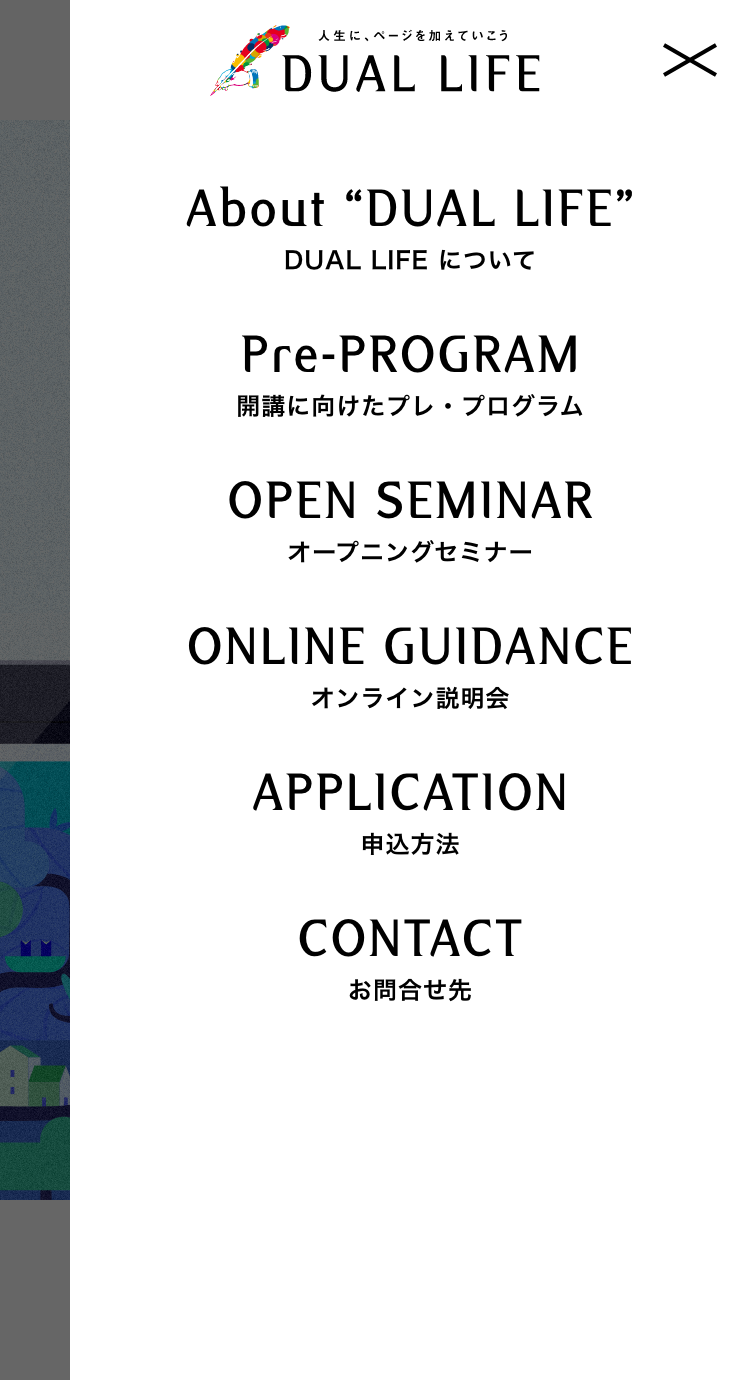 人生に、ページを加えていこう
DUAL LIFE
About “DUAL LIFE”
DUAL LIFE について
Pre-PROGRAM
開講に向けたプレ・プログラム
OPEN SEMINAR
オープニングセミナー
ONLINE GUIDANCE
オンライン説明会
APPLICATION
申込方法
CONTACT
お問合せ先